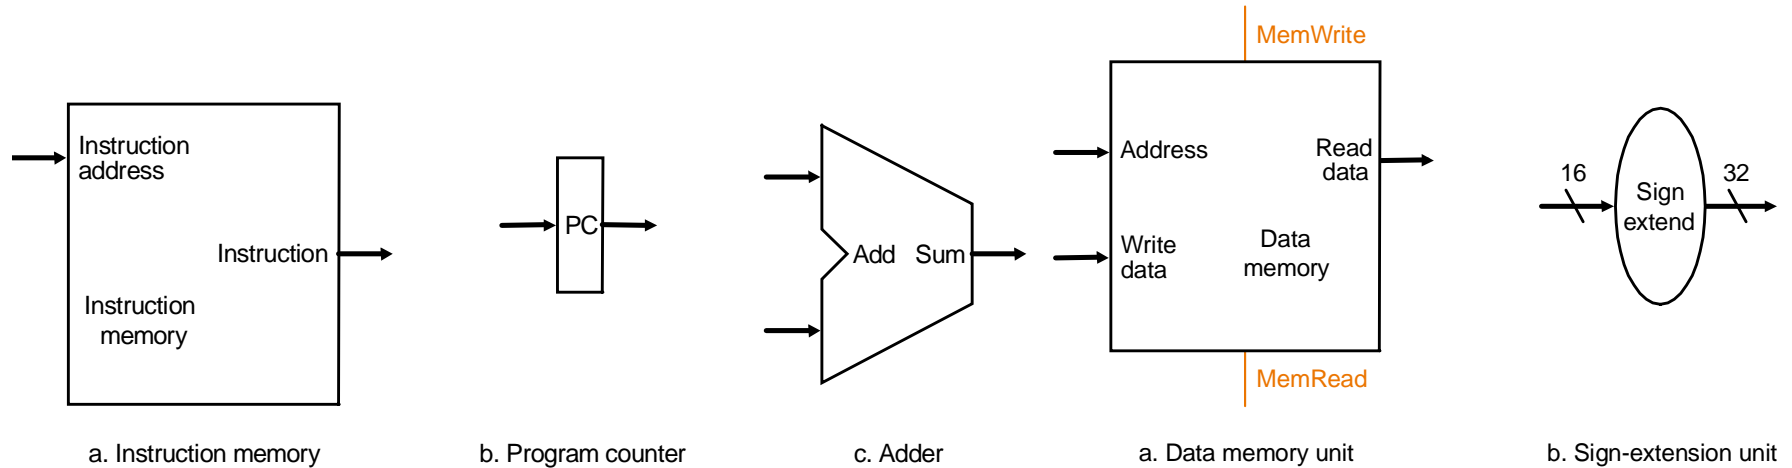 Instruction
address
Instruction
Instruction
memory
a. Instruction memory
PC
b. Program counter
Add
Sum
c. Adder
MemWrite
Address
Read
data
Write
data
Data
memory
MemRead
a. Data memory unit
16
Sign
extend
32
b. Sign-extension unit